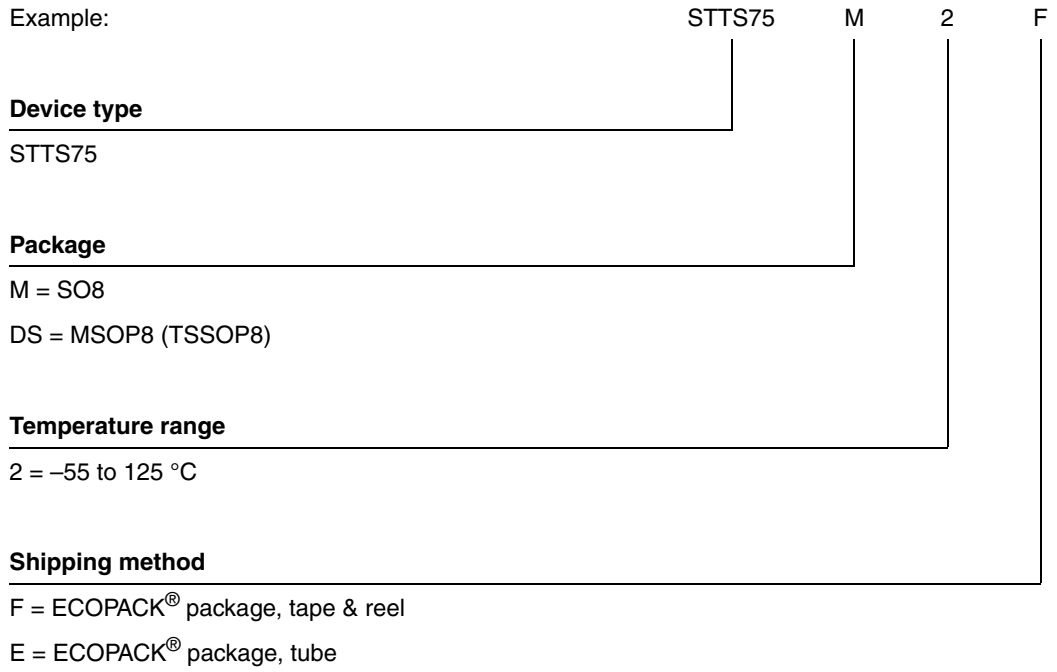 Example: STTS75 M 2 F
Device type
STTS75
Package
M = SO8
DS = MSOP8 (TSSOP8)
Temperature range
2 = –55 to 125 °C
Shipping method
F = ECOPACK® package, tape & reel
E = ECOPACK® package, tube